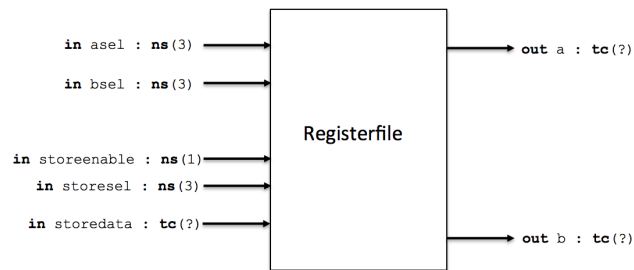 in asel : ns(3)
out a : tc(?)
in bsel : ns(3)
Registerfile
in storeenable : ns(1)
in storesel : ns(3)
in storedata : tc(?)
out b : tc(?)